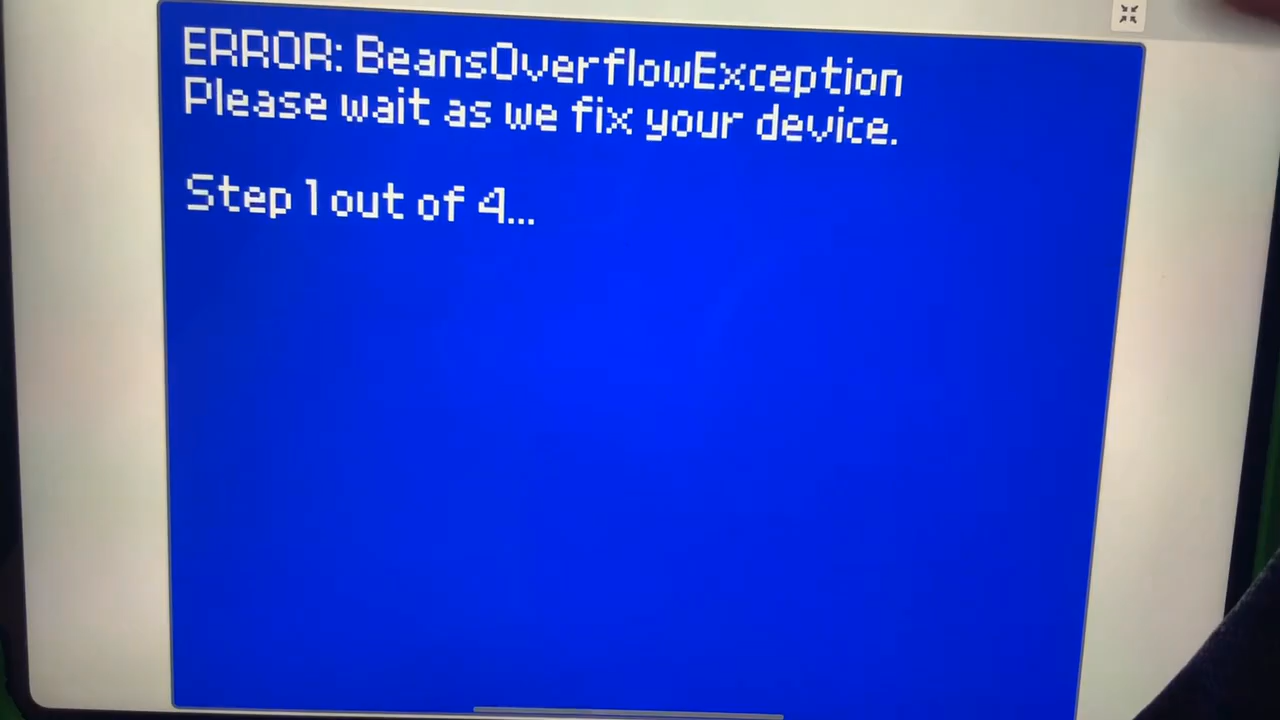 ERROR: BeansOverflowException
Please wait as we fix your device.
Step 1 out of 4...